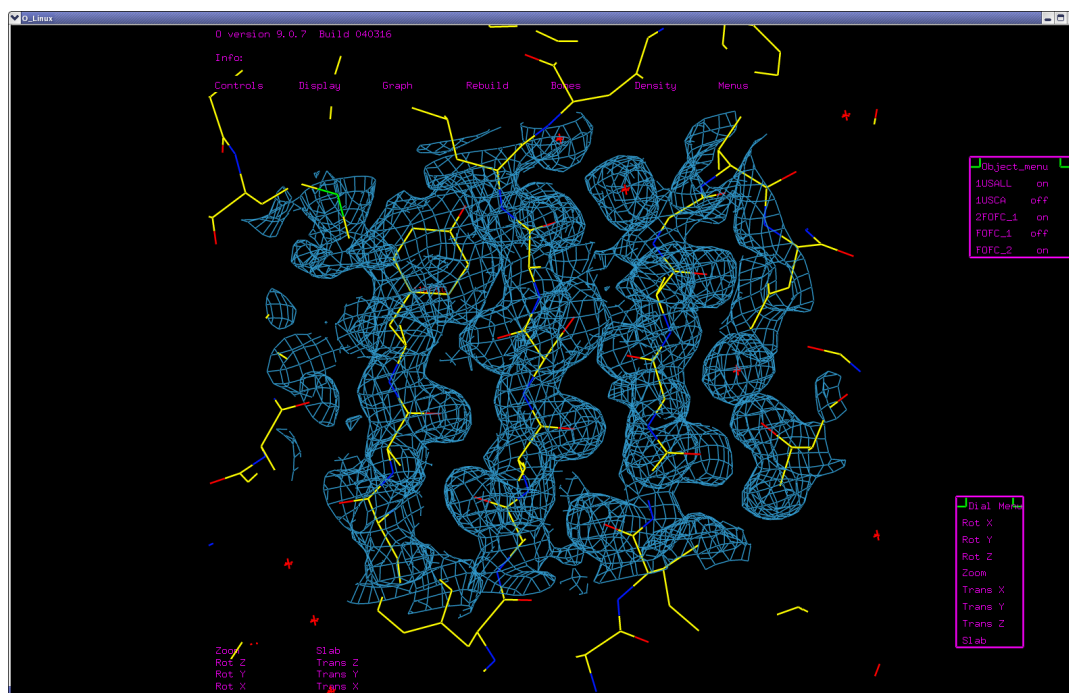 O_Linux
O version 9.0.7 Build 040316
Info:
Controls Display Graph Rebuild Bones Density Menus
Object_menu
1USALL on
1USCA off
2FOFC_1 on
FOFC_1 off
FOFC_2 on
Dial Menu
Rot X
Rot Y
Rot Z
Zoom
Trans X
Trans Y
Trans Z
Slab
Zoom Slab
Rot Z Trans Z
Rot Y Trans Y
Rot X Trans X